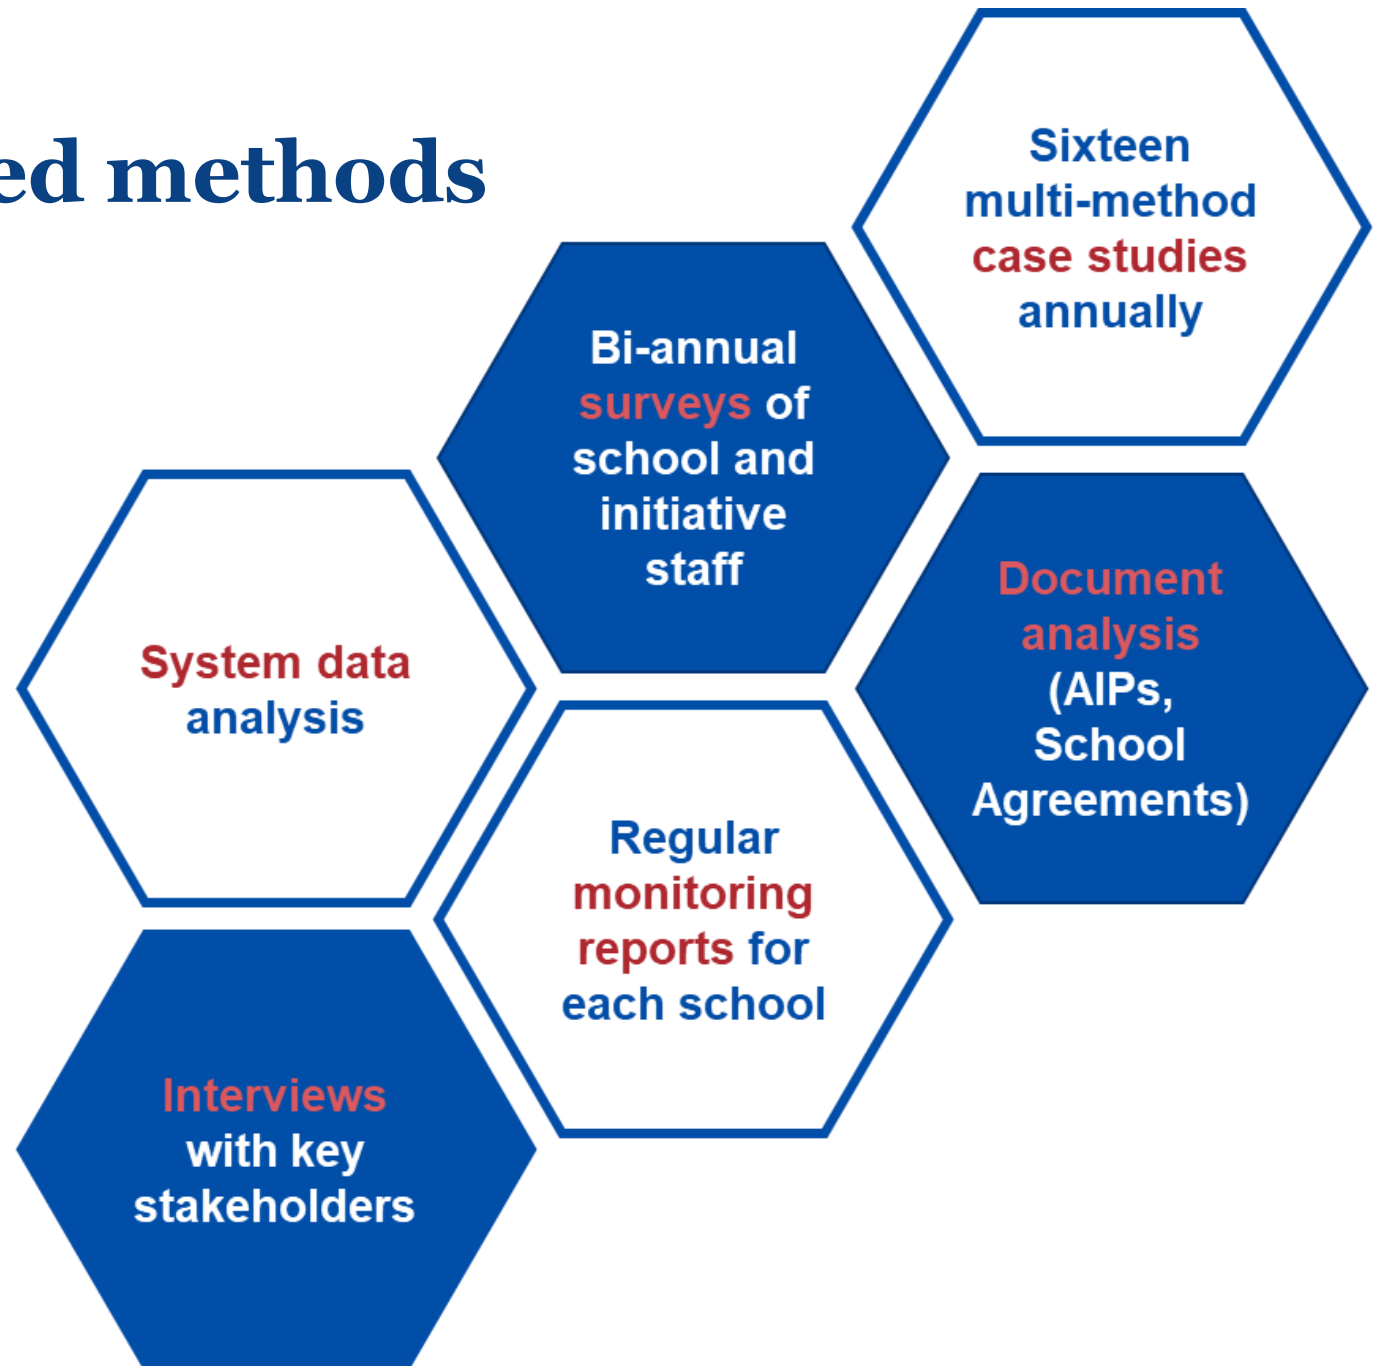 ed methods
Sixteen
multi-method
case studies
annually
Bi-annual
surveys of
school and
initiative
staff
Document
analysis
(AIPs,
School
Agreements)
System data
analysis
Regular
monitoring
reports for
each school
Interviews
with key
stakeholders